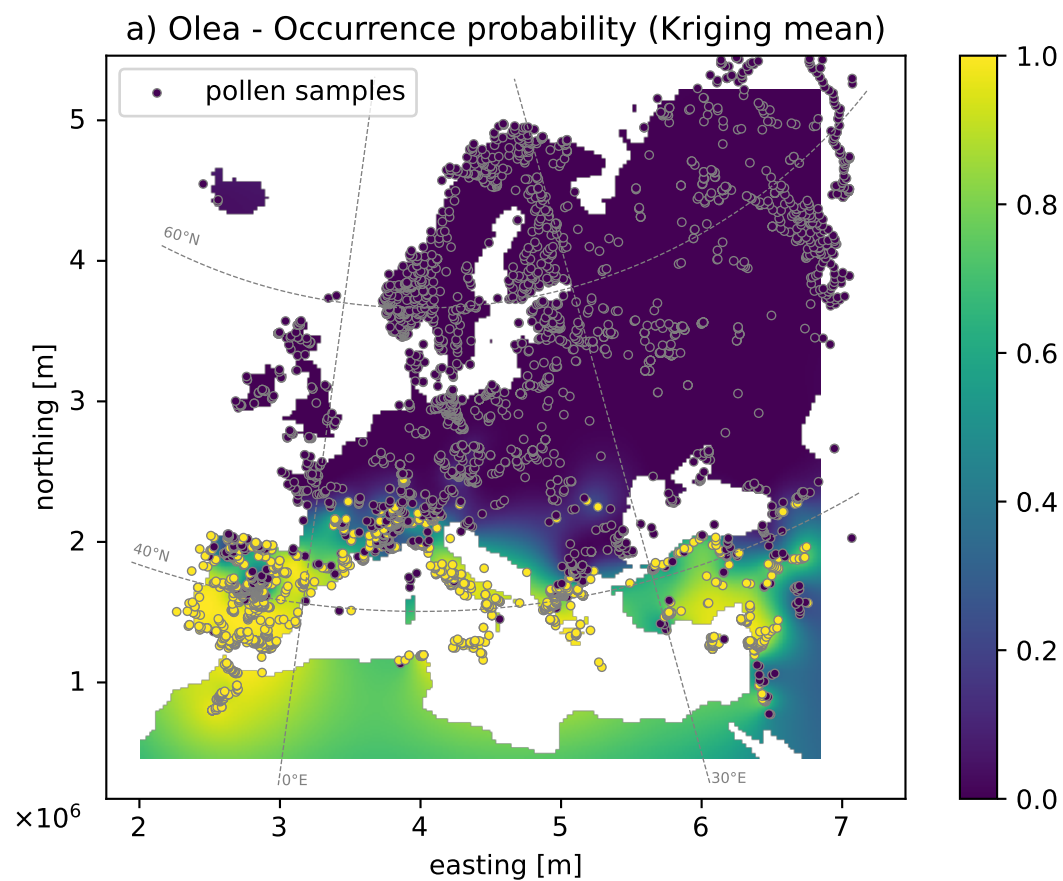 a) Olea - Occurrence probability (Kriging mean)
pollen samples
1.0
0.8
0.6
0.4
0.2
0.0
5
4
3
2
1
northing [m]
60°N
40°N
0°E
30°E
×10⁶
2 3 4 5 6 7
easting [m]